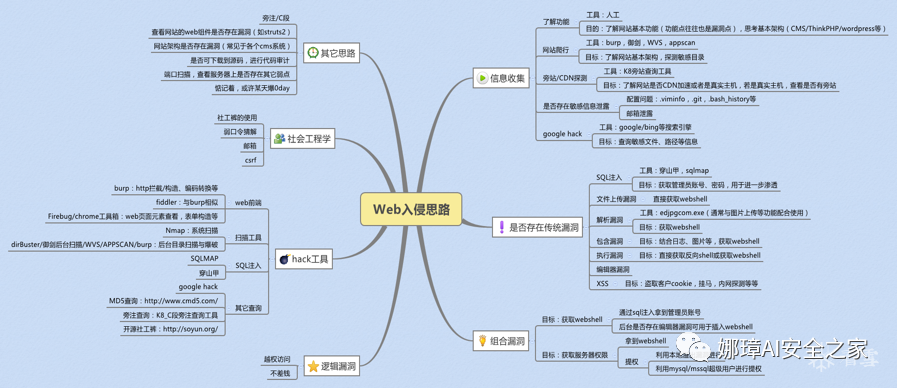 Web入侵思路
信息收集
了解功能
工具：人工
目的：了解网站基本功能（功能点往往也是漏洞点），思考基本架构（CMS/ThinkPHP/wordpress等）
网站爬行
工具：burp，御剑，WVS，appscan
目标：了解网站基本架构，探测敏感目录
旁站/CDN探测
工具：K8旁站查询工具
目标：了解网站是否CDN加速或者是真实主机，若是真实主机，查看是否有旁站
是否存在敏感信息泄露
配置问题：.viminfo，.git，.bash_history等
邮箱泄露
google hack
工具：google/bing等搜索引擎
目标：查询敏感文件、路径等信息
是否存在传统漏洞
SQL注入
工具：穿山甲，sqlmap
目标：获取管理员账号、密码，用于进一步渗透
文件上传漏洞
直接获取webshell
解析漏洞
工具：edjpgcom.exe（通常与图片上传等功能配合使用）
目标：获取webshell
包含漏洞
目标：结合日志、图片等，获取webshell
执行漏洞
目标：直接获取反向shell或获取webshell
编辑器漏洞
XSS
目标：盗取客户cookie，挂马，内网探测等等
组合漏洞
目标：获取webshell
通过sql注入拿到管理员账号
后台是否存在编辑器漏洞可用于插入webshell
目标：获取服务器权限
拿到webshell
提权
利用本地
利用mysql/mssql超级用户进行提权
其它思路
旁注/C段
查看网站的web组件是否存在漏洞（如struts2）
网站架构是否存在漏洞（常见于各个cms系统）
是否可下载到源码，进行代码审计
端口扫描，查看服务器上是否存在其它弱点
惦记着，或许某天爆0day
社会工程学
社工裤的使用
弱口令猜解
邮箱
csrf
hack工具
web前端
burp：http拦截/构造、编码转换等
fiddler：与burp相似
Firebug/chrome工具箱：web页面元素查看，表单构造等
扫描工具
Nmap：系统扫描
dirBuster/御剑后台扫描/WVS/APPSCAN/burp：后台目录扫描与爆破
SQL注入
SQLMAP
穿山甲
其它查询
google hack
MD5查询：http://www.cmd5.com/
旁注查询：K8_C段旁注查询工具
开源社工裤：http://soyun.org/
逻辑漏洞
越权访问
不差钱
娜璋AI安全之家